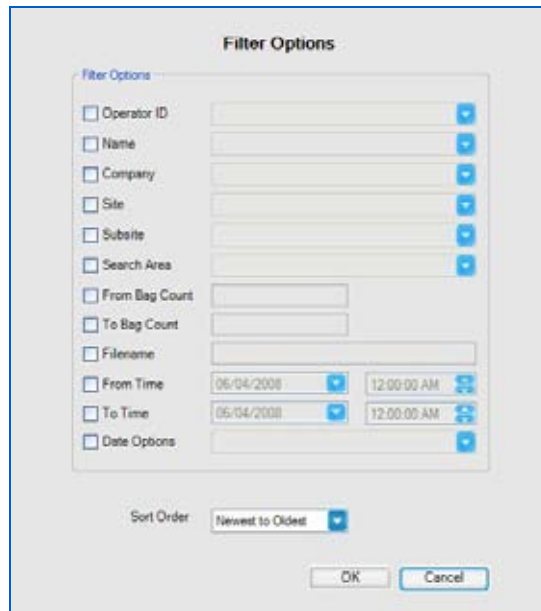 Filter Options
Filter Options
Operator ID
Name
Company
Site
Subsite
Search Area
From Bag Count
To Bag Count
Filename
From Time 06/04/2008 12:00:00 AM
To Time 06/04/2008 12:00:00 AM
Date Options
Sort Order Newest to Oldest
OK Cancel